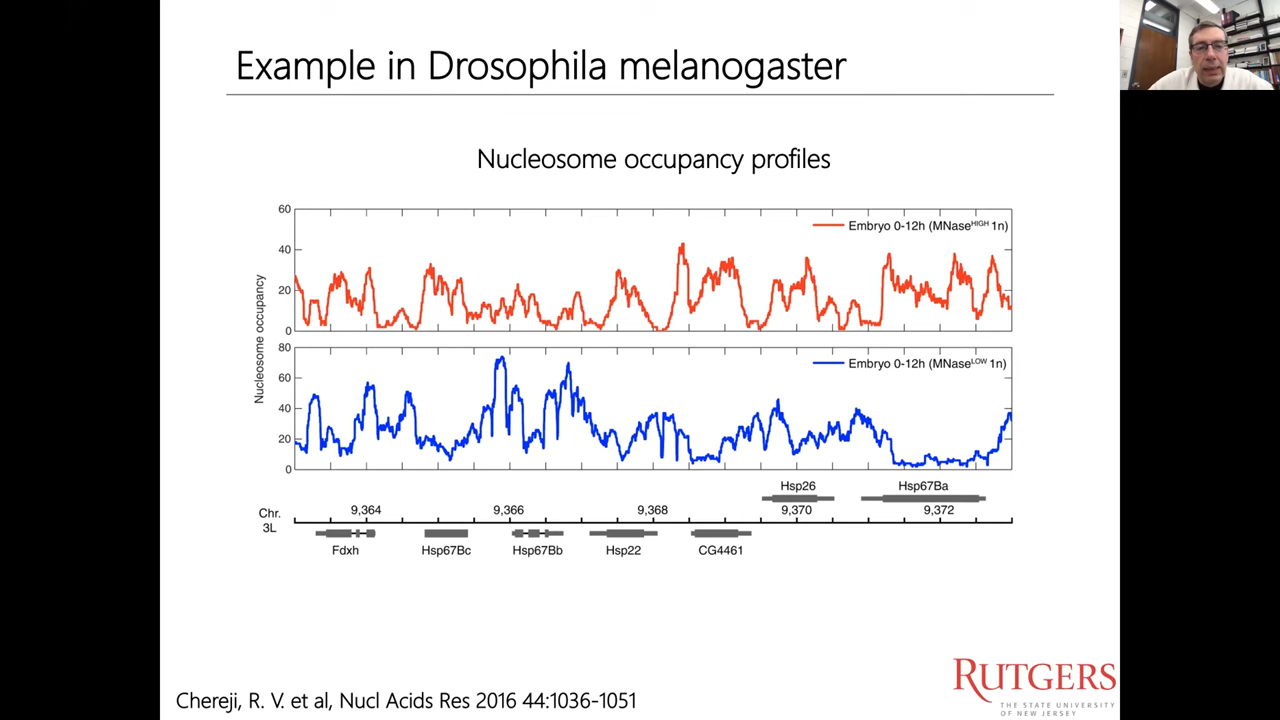 Example in Drosophila melanogaster
Nucleosome occupancy profiles
60
Embryo 0-12h (MNaseHIGH 1n)
40
20
0
80
Embryo 0-12h (MNaseLOW 1n)
60
40
20
0
Nucleosome occupancy
Hsp26 Hsp67Ba
Chr. 3L
9,364 9,366 9,368 9,370 9,372
Fdxh Hsp67Bc Hsp67Bb Hsp22 CG4461
Chereji, R. V. et al, Nucl Acids Res 2016 44:1036-1051
RUTGERS
THE STATE UNIVERSITY
OF NEW JERSEY